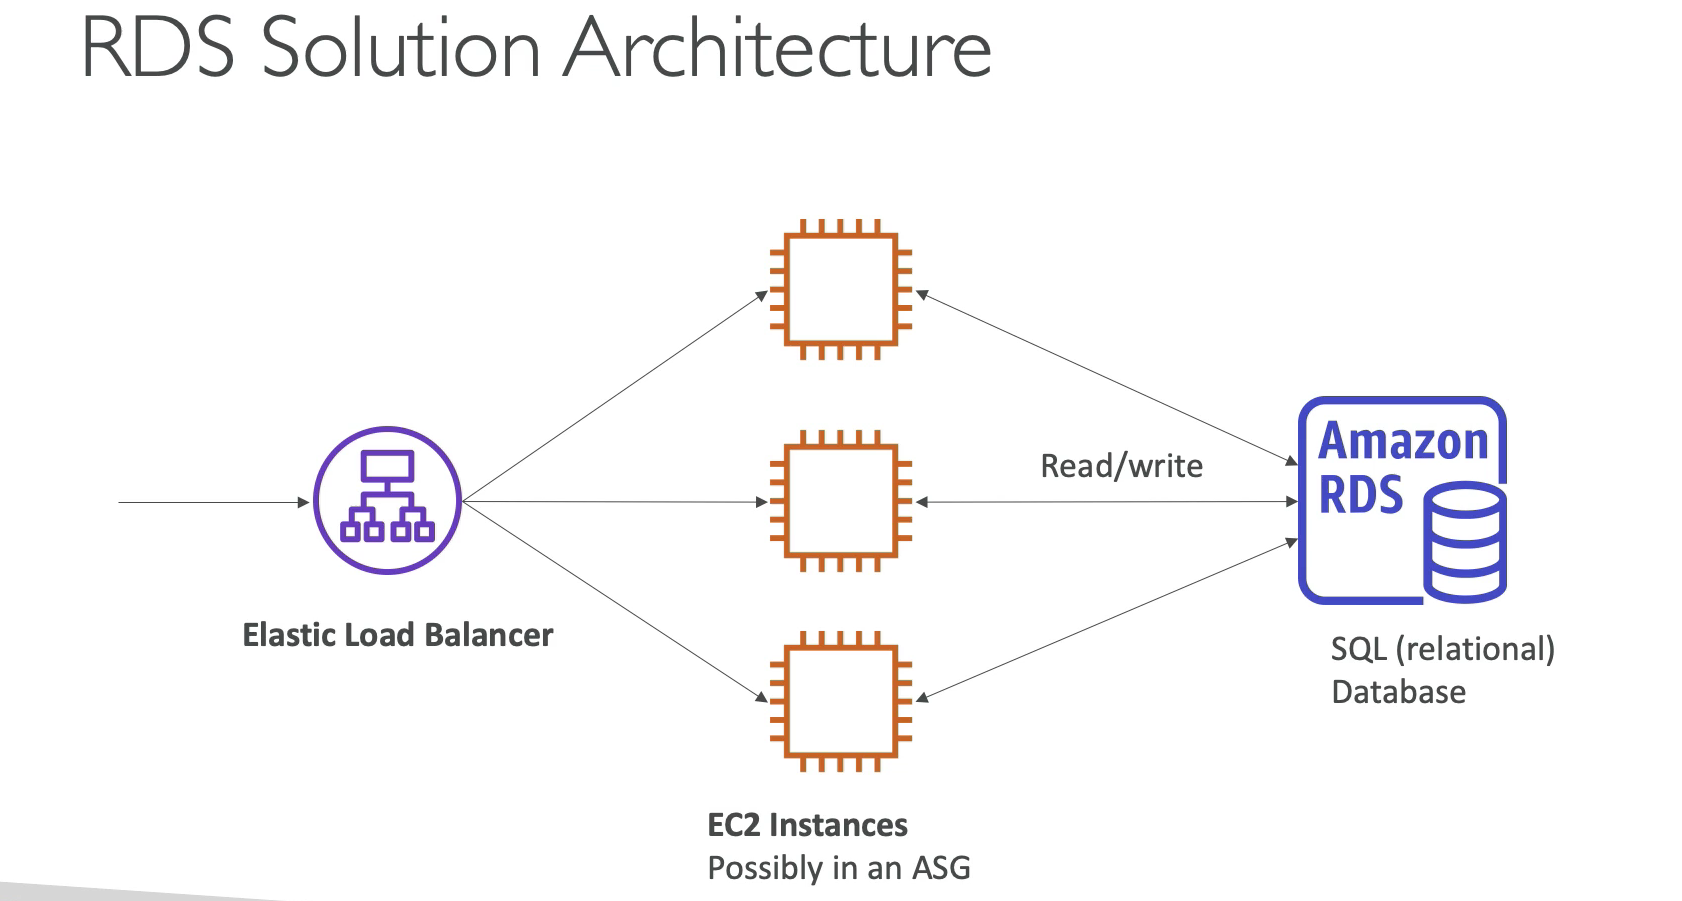 RDS Solution Architecture
Read/write
Amazon
RDS
Elastic Load Balancer
SQL (relational)
Database
EC2 Instances
Possibly in an ASG